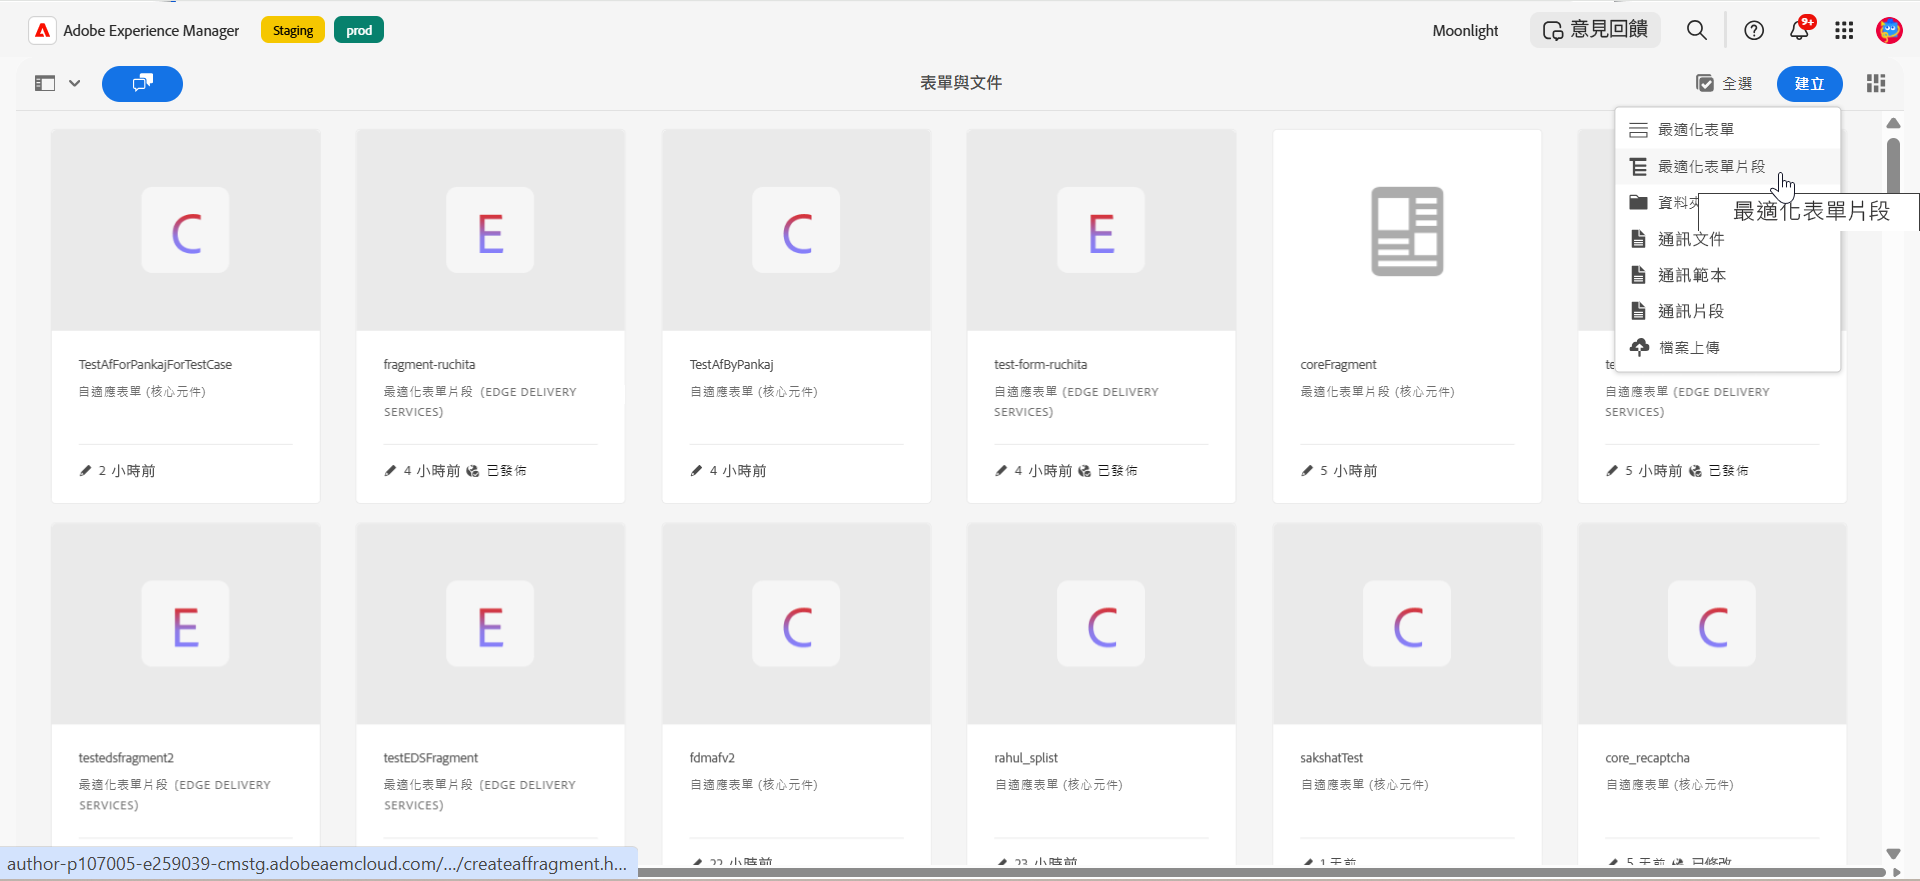 Adobe Experience Manager
Staging
prod
Moonlight
意見回饋
9+
表單與文件
全選
建立
最適化表單
最適化表單片段
資料夾
最適化表單片段
通訊文件
通訊範本
通訊片段
檔案上傳
C
E
C
E
TestAfForPankajForTestCase
自適應表單 (核心元件)
2 小時前
fragment-ruchita
最適化表單片段 (EDGE DELIVERY
SERVICES)
4 小時前 已發佈
TestAfByPankaj
自適應表單 (核心元件)
4 小時前
test-form-ruchita
自適應表單 (EDGE DELIVERY
SERVICES)
4 小時前 已發佈
coreFragment
最適化表單片段 (核心元件)
5 小時前
te
自適應表單 (EDGE DELIVERY
SERVICES)
5 小時前 已發佈
E
E
C
C
C
C
testedsfragment2
最適化表單片段 (EDGE DELIVERY
SERVICES)
testEDSFragment
最適化表單片段 (EDGE DELIVERY
SERVICES)
fdmafv2
自適應表單 (核心元件)
22 小時前
rahul_splist
自適應表單 (核心元件)
23 小時前
sakshatTest
自適應表單 (核心元件)
1 天前
core_recaptcha
自適應表單 (核心元件)
5 天前 已修改
author-p107005-e259039-cmstg.adobeaemcloud.com/.../createaffragment.h...